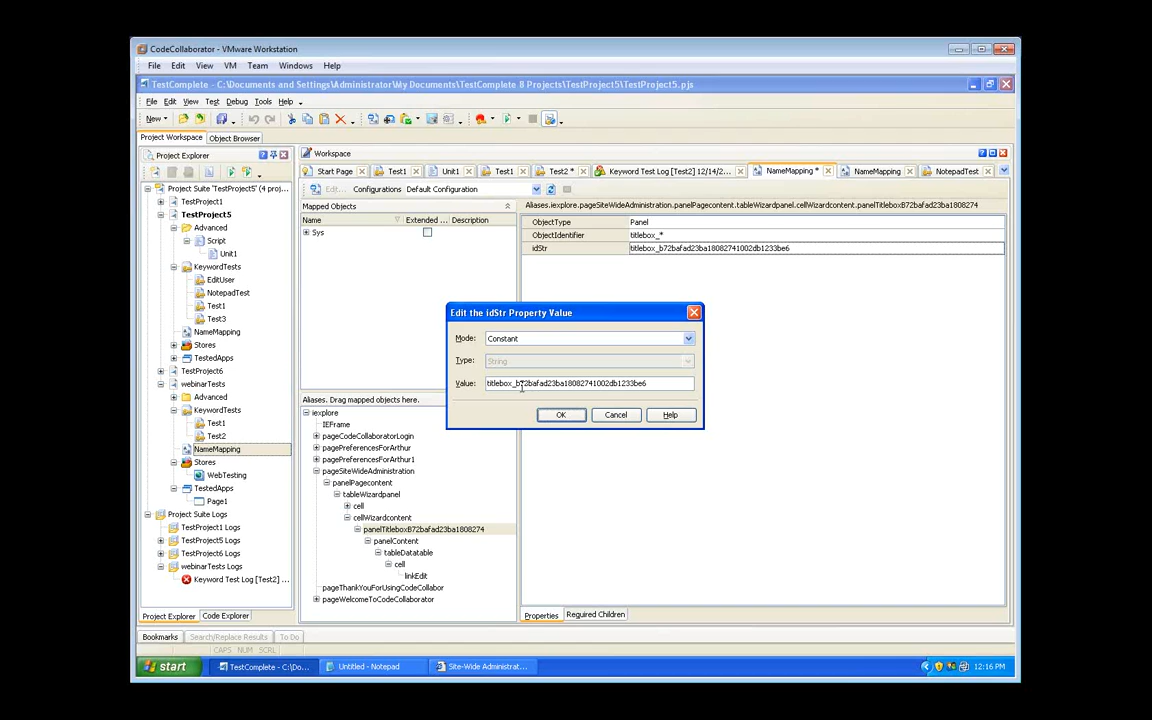 CodeCollaborator - VMware Workstation
File Edit View VM Team Windows Help
TestComplete - C:\Documents and Settings\Administrator\My Documents\TestComplete 8 Projects\TestProject5\TestProject5.pjs
File Edit View Test Debug Tools Help
New
Project Workspace Object Browser
Project Explorer
Project Suite 'TestProject5' (4 proj...
TestProject1
TestProject5
Advanced
Script
Unit1
KeywordTests
EditUser
NotepadTest
Test1
Test3
NameMapping
Stores
TestedApps
TestProject6
webinarTests
Advanced
KeywordTests
Test1
Test2
NameMapping
Stores
WebTesting
TestedApps
Page1
Project Suite Logs
TestProject1 Logs
TestProject5 Logs
TestProject6 Logs
webinarTests Logs
Keyword Test Log [Test2] ...
Project Explorer Code Explorer
Workspace
Start Page Test1 Unit1 Test1 Test2 * Keyword Test Log [Test2] 12/14/2... NameMapping * NameMapping NotepadTest
Edit... Configurations Default Configuration
Mapped Objects
Name Extended ... Description
Sys
Aliases. Drag mapped objects here.
iexplore
IEFrame
pageCodeCollaboratorLogin
pagePreferencesForArthur
pagePreferencesForArthur1
pageSiteWideAdministration
panelPagecontent
tableWizardpanel
cell
cellWizardcontent
panelTitleboxB72bafad23ba1808274
panelContent
tableDatatable
cell
linkEdit
pageThankYouForUsingCodeCollabor
pageWelcomeToCodeCollaborator
Aliases.iexplore.pageSiteWideAdministration.panelPagecontent.tableWizardpanel.cellWizardcontent.panelTitleboxB72bafad23ba1808274
ObjectType Panel
ObjectIdentifier titlebox_*
idStr titlebox_b72bafad23ba18082741002db1233be6
Properties Required Children
Edit the idStr Property Value
Mode: Constant
Type: String
Value: titlebox_b72bafad23ba18082741002db1233be6
OK Cancel Help
Bookmarks Search/Replace Results To Do
CAPS NUM SCRL
start TestComplete - C:\Do... Untitled - Notepad Site-Wide Administrat... 12:16 PM